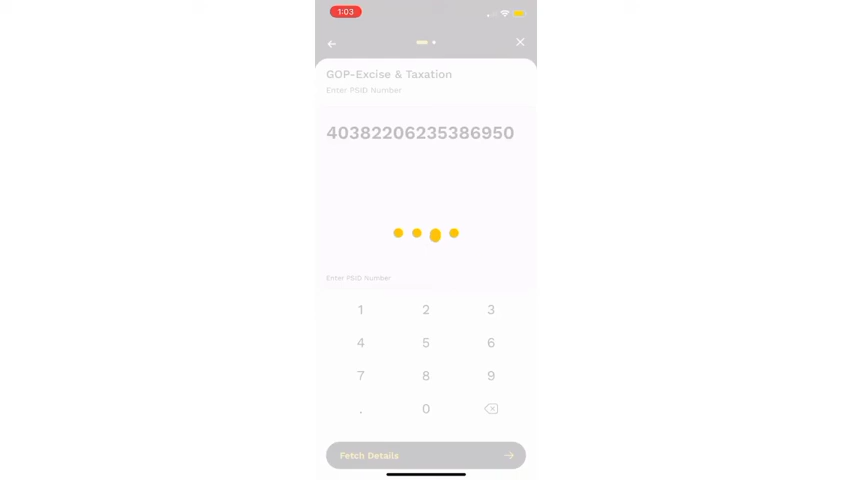 1:03
GOP-Excise & Taxation
Enter PSID Number
40382206235386950
Enter PSID Number
1 2 3
4 5 6
7 8 9
. 0
Fetch Details